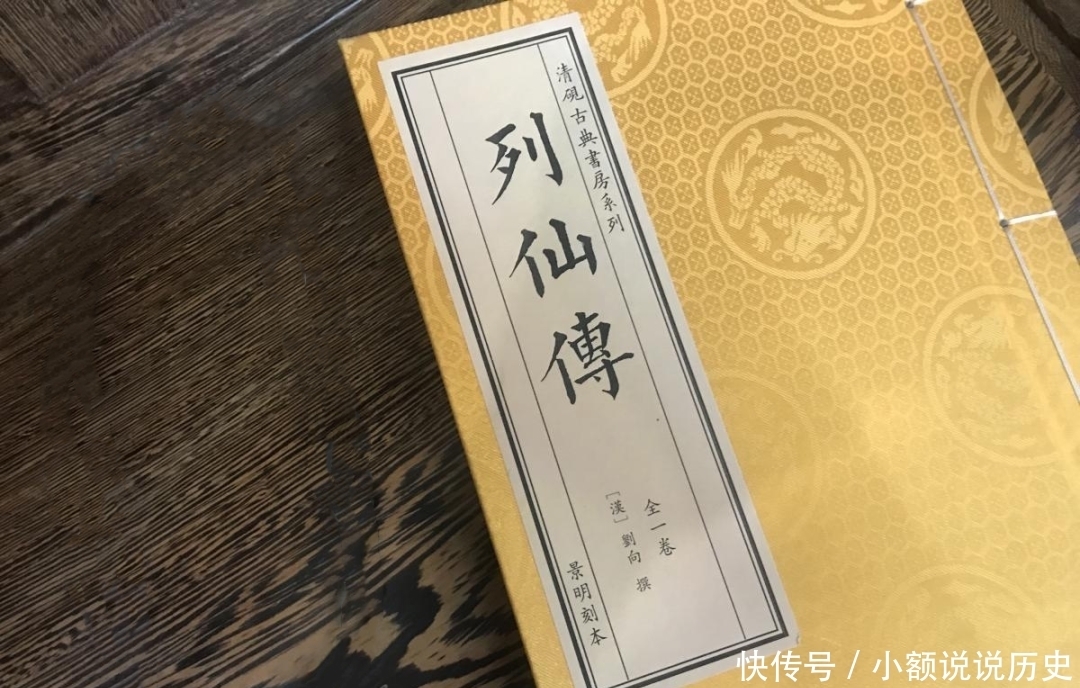 清硯古典書房系列
列仙傳
全一卷
［漢］劉向 撰
景明刻本
快传号 / 小额说说历史